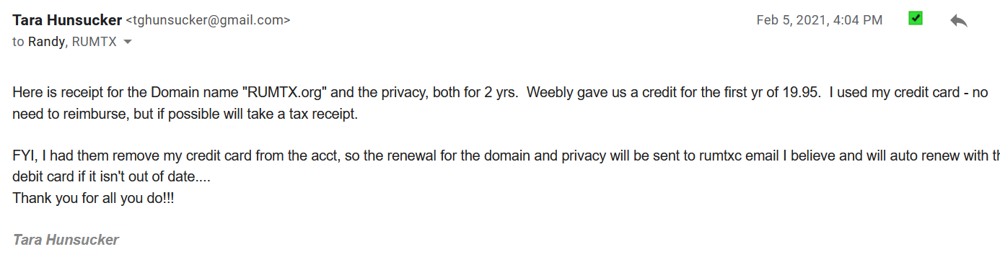 Tara Hunsucker <tghunsucker@gmail.com> Feb 5, 2021, 4:04 PM
to Randy, RUMTX
Here is receipt for the Domain name "RUMTX.org" and the privacy, both for 2 yrs. Weebly gave us a credit for the first yr of 19.95. I used my credit card - no
need to reimburse, but if possible will take a tax receipt.
FYI, I had them remove my credit card from the acct, so the renewal for the domain and privacy will be sent to rumtxc email I believe and will auto renew with
debit card if it isn't out of date....
Thank you for all you do!!!
Tara Hunsucker